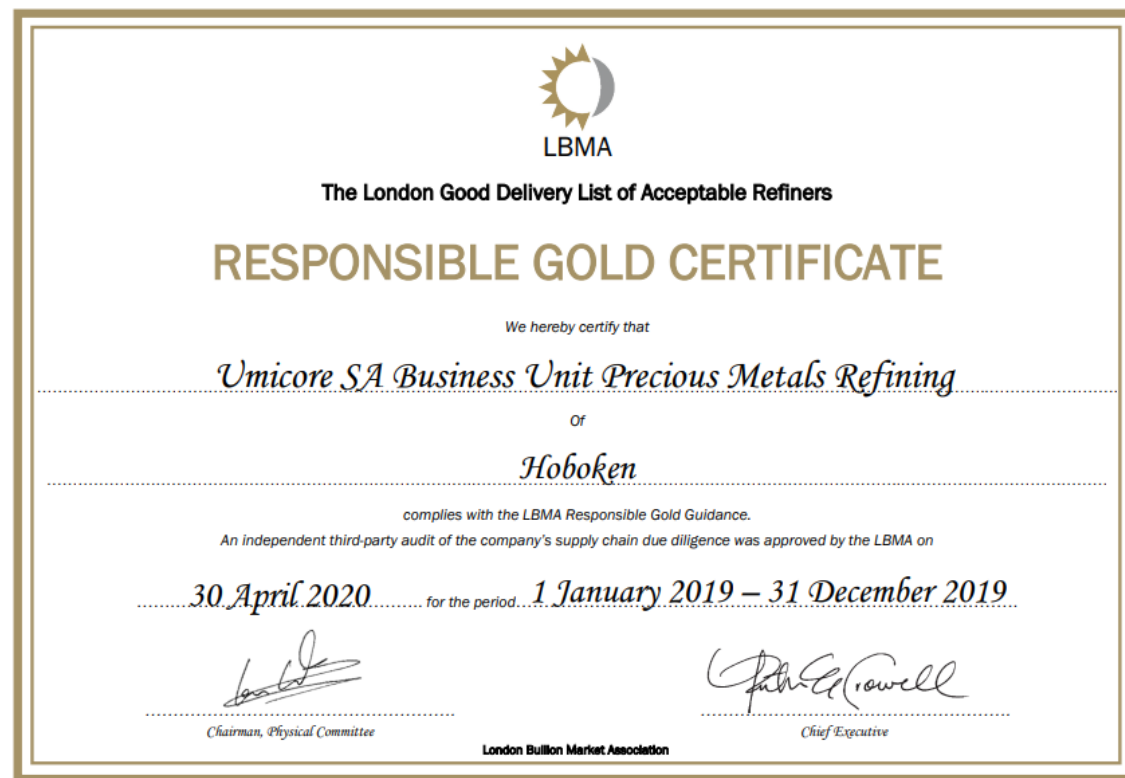 LBMA
The London Good Delivery List of Acceptable Refiners
RESPONSIBLE GOLD CERTIFICATE
We hereby certify that
Umicore SA Business Unit Precious Metals Refining
Of
Hoboken
complies with the LBMA Responsible Gold Guidance.
An independent third-party audit of the company's supply chain due diligence was approved by the LBMA on
30 April 2020 for the period 1 January 2019 – 31 December 2019
Chairman, Physical Committee
Chief Executive
London Bullion Market Association